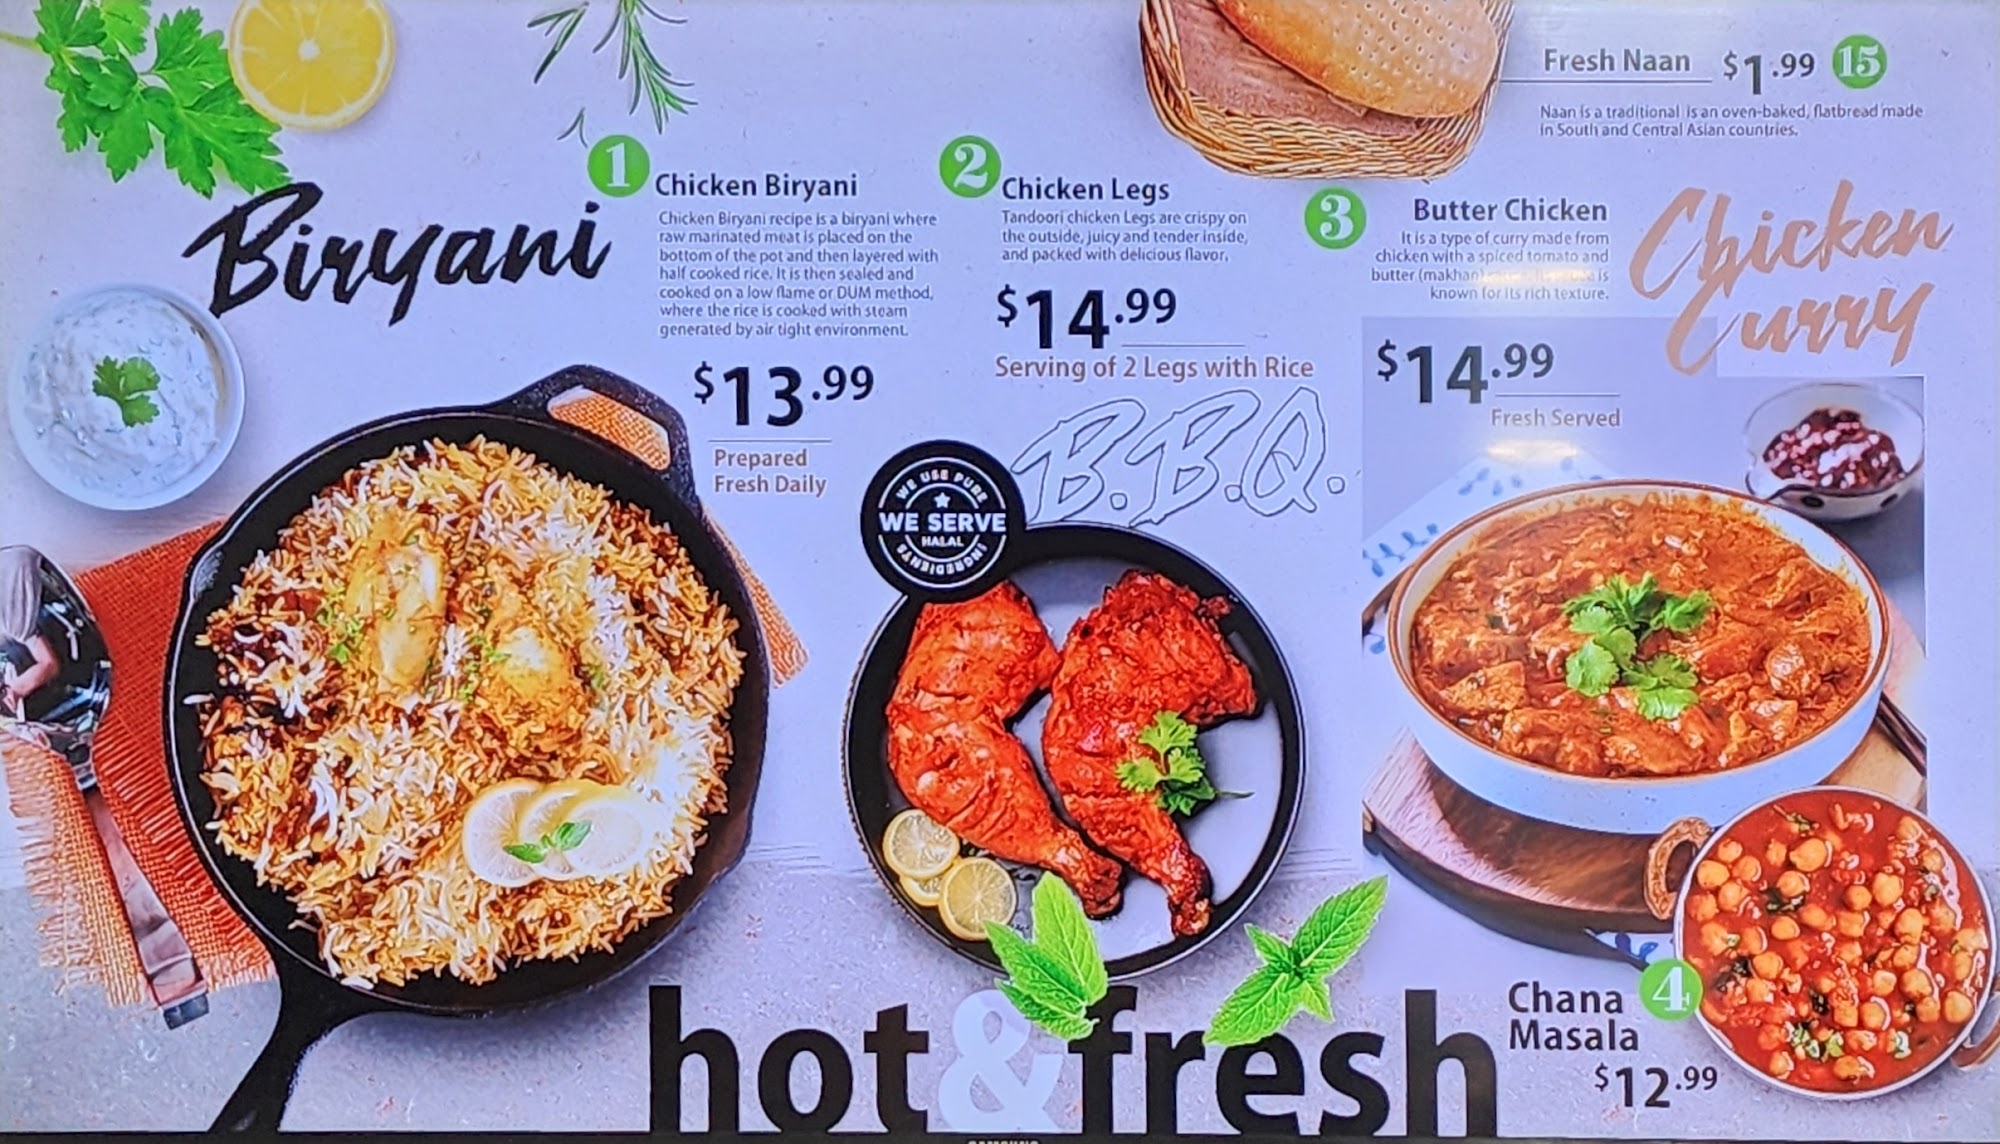 Fresh Naan $1.99 15
Naan is a traditional is an oven-baked, flatbread made
in South and Central Asian countries.
Biryani
1 Chicken Biryani
Chicken Biryani recipe is a biryani where
raw marinated meat is placed on the
bottom of the pot and then layered with
half cooked rice. It is then sealed and
cooked on a low flame or DUM method,
where the rice is cooked with steam
generated by air tight environment.
$13.99
Prepared
Fresh Daily
2 Chicken Legs
Tandoori chicken Legs are crispy on
the outside, juicy and tender inside,
and packed with delicious flavor.
$14.99
Serving of 2 Legs with Rice
B.B.Q.
WE USE PURE
WE SERVE
HALAL
INGREDIENTS
Chicken
Curry
3 Butter Chicken
It is a type of curry made from
chicken with a spiced tomato and
butter (makhan) is
known for its rich texture.
$14.99
Fresh Served
Chana 4
Masala
$12.99
hot&fresh
SAMSUNG